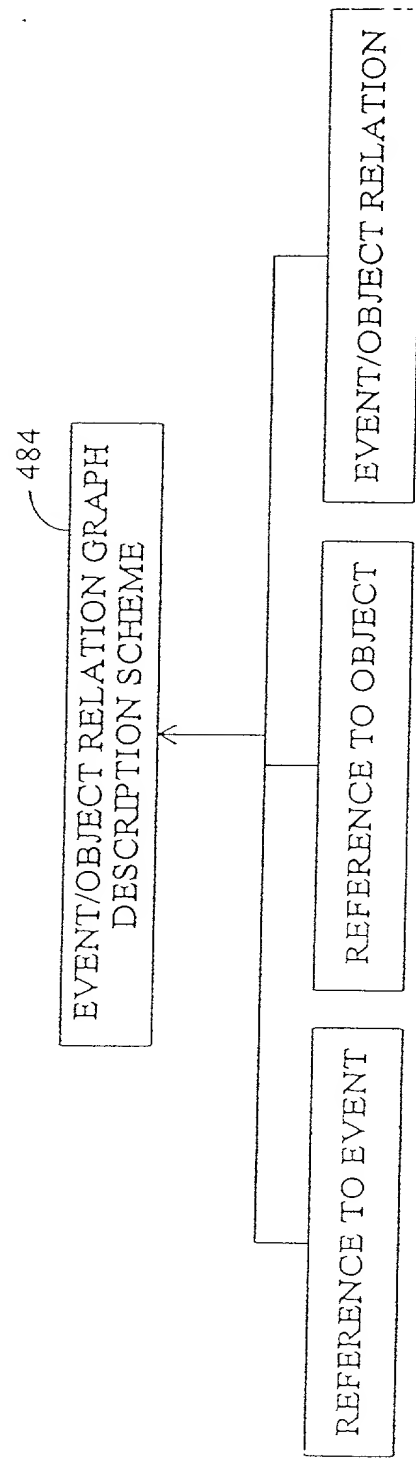 484
EVENT/OBJECT RELATION GRAPH
DESCRIPTION SCHEME
REFERENCE TO EVENT
REFERENCE TO OBJECT
EVENT/OBJECT RELATION